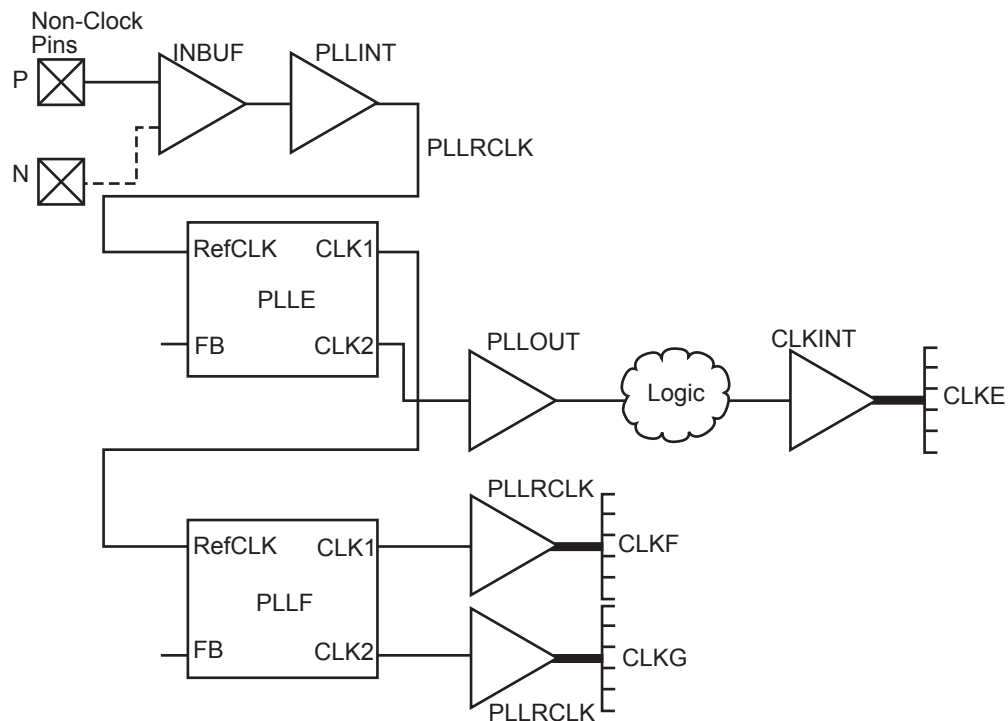 Non-Clock
Pins
P
INBUF
PLLINT
N
PLLRCLK
RefCLK
CLK1
PLLE
FB
CLK2
PLLOUT
Logic
CLKINT
CLKE
PLLRCLK
RefCLK
CLK1
CLKF
PLLF
FB
CLK2
CLKG
PLLRCLK